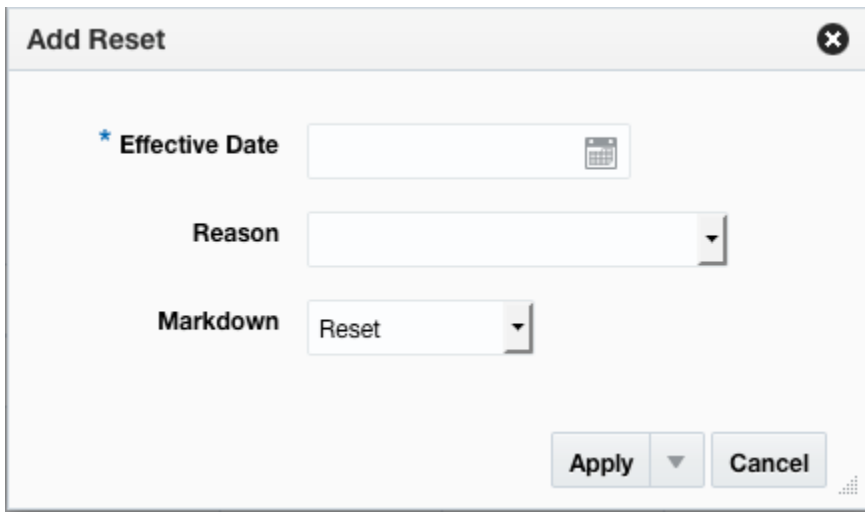 Add Reset
* Effective Date
Reason
Markdown Reset
Apply Cancel